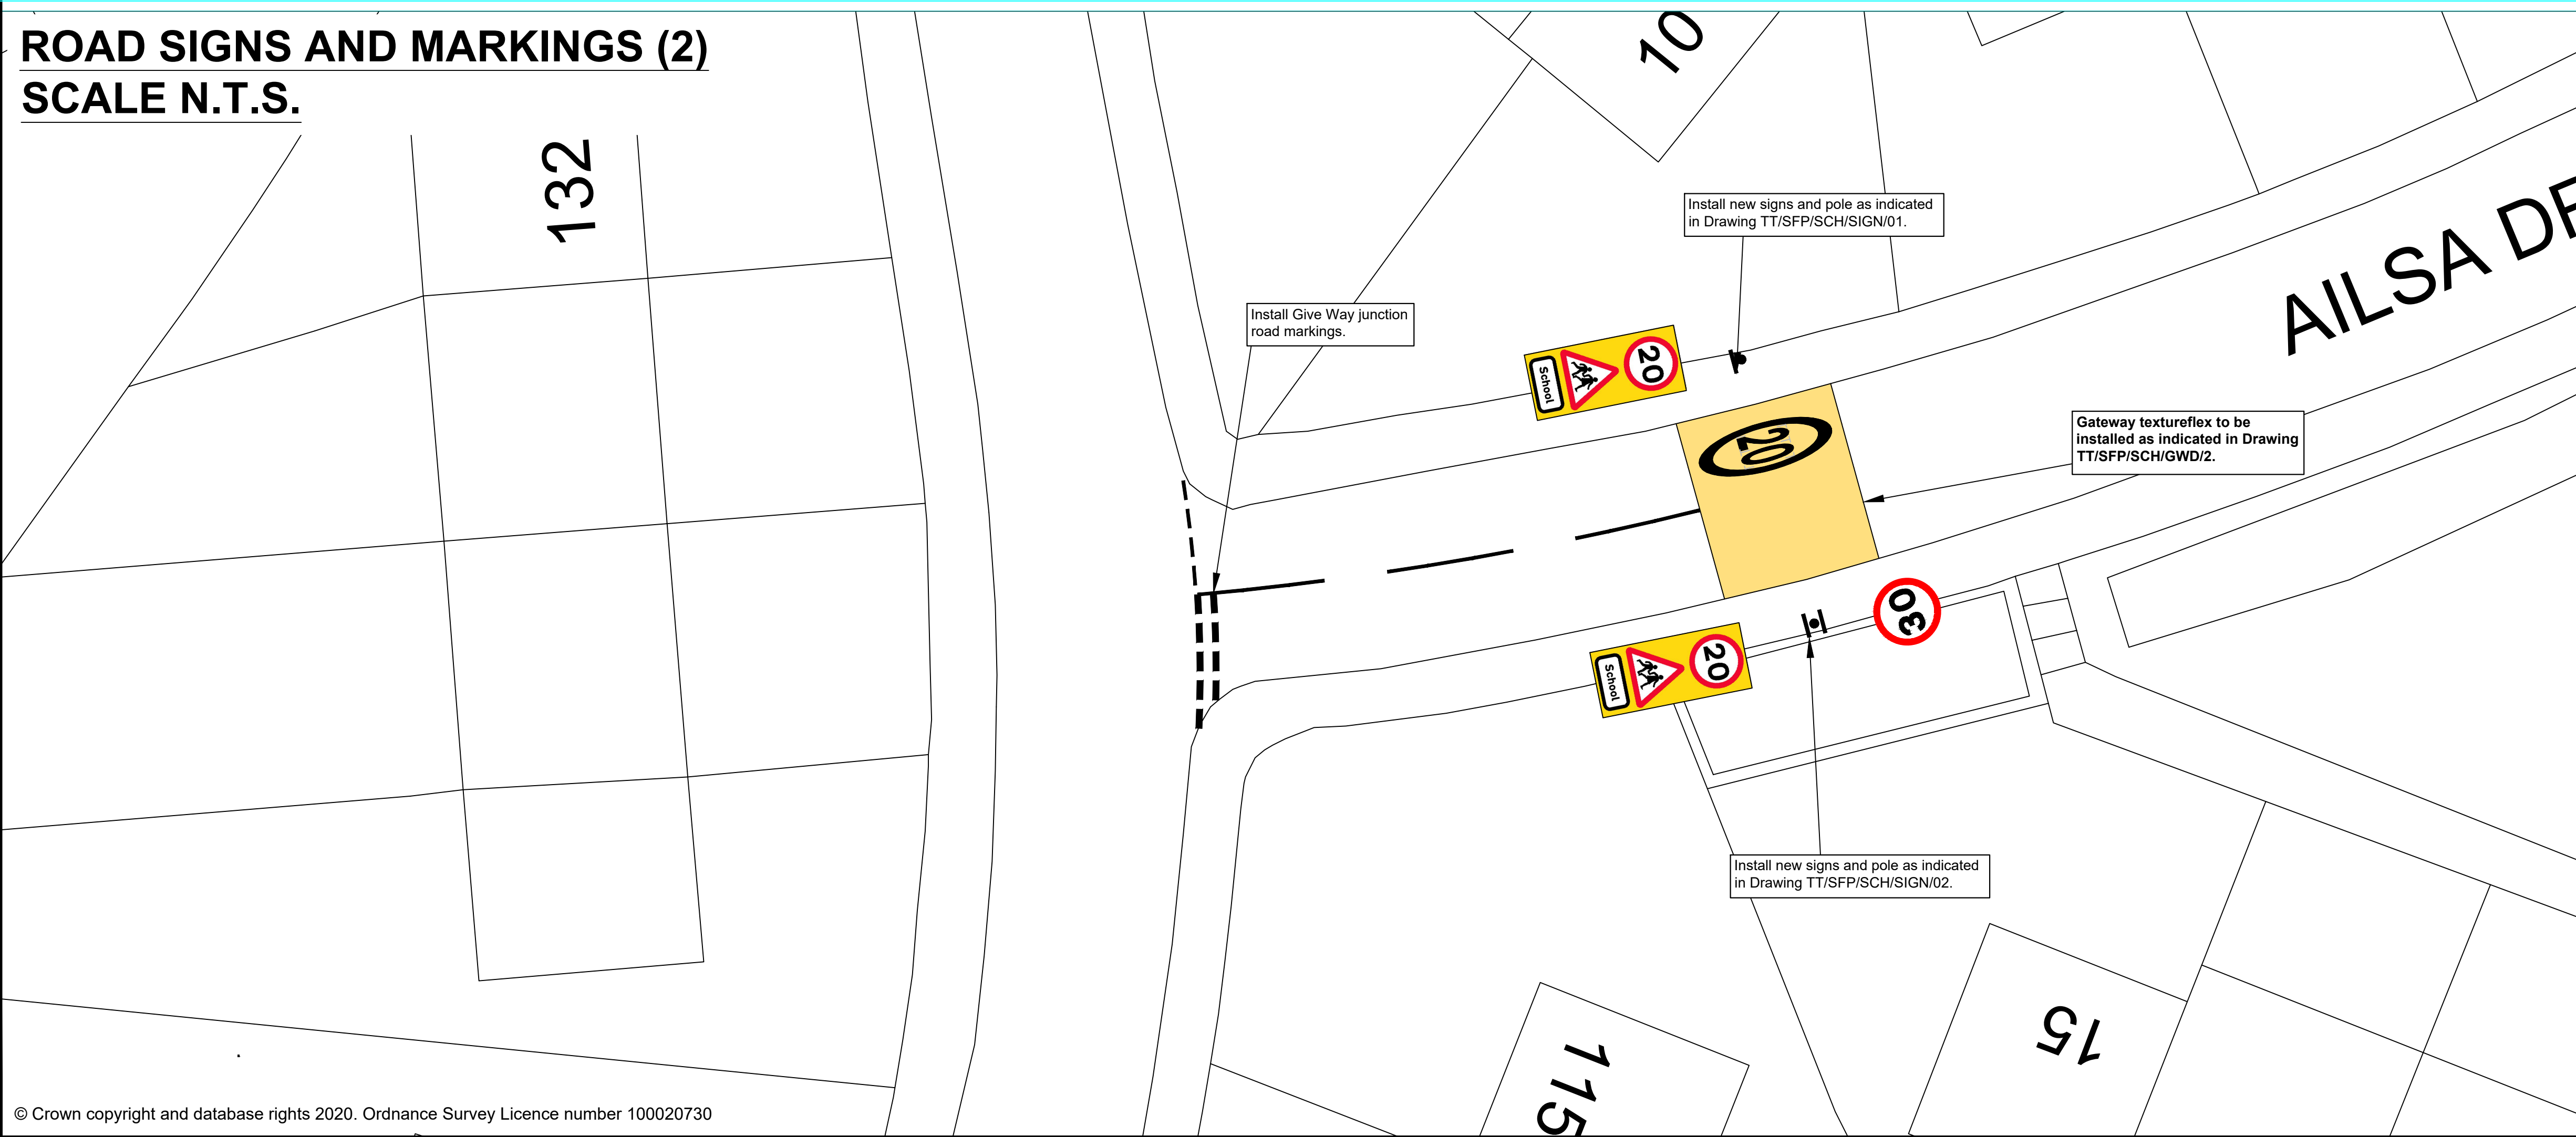 ROAD SIGNS AND MARKINGS (2)
SCALE N.T.S.
10
132
Install new signs and pole as indicated
in Drawing TT/SFP/SCH/SIGN/01.
AILSA DR
Install Give Way junction
road markings.
School
20
20
Gateway textureflex to be
installed as indicated in Drawing
TT/SFP/SCH/GWD/2.
30
School
20
Install new signs and pole as indicated
in Drawing TT/SFP/SCH/SIGN/02.
15
115
© Crown copyright and database rights 2020. Ordnance Survey Licence number 100020730